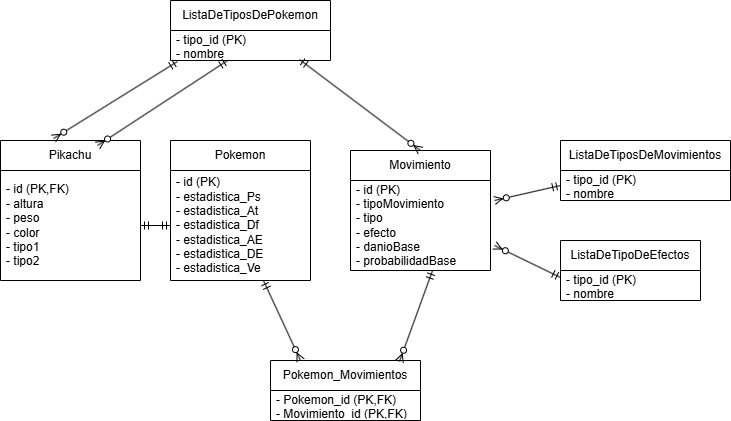 ListaDeTiposDePokemon
- tipo_id (PK)
- nombre
Pikachu
- id (PK,FK)
- altura
- peso
- color
- tipo1
- tipo2
Pokemon
- id (PK)
- estadistica_Ps
- estadistica_At
- estadistica_Df
- estadistica_AE
- estadistica_DE
- estadistica_Ve
Movimiento
- id (PK)
- tipoMovimiento
- tipo
- efecto
- danioBase
- probabilidadBase
ListaDeTiposDeMovimientos
- tipo_id (PK)
- nombre
ListaDeTipoDeEfectos
- tipo_id (PK)
- nombre
Pokemon_Movimientos
- Pokemon_id (PK,FK)
- Movimiento_id (PK,FK)